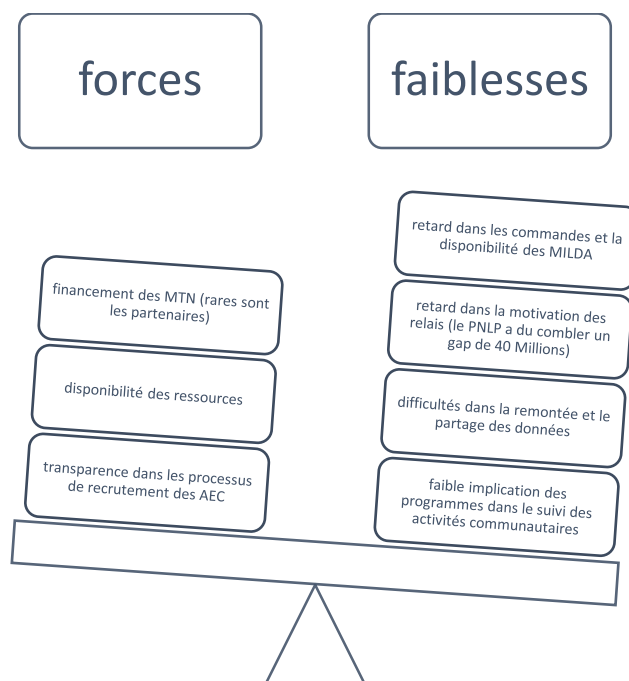 forces
faiblesses
financement des MTN (rares sont
les partenaires)
disponibilité des ressources
transparence dans les processus
de recrutement des AEC
retard dans les commandes et la
disponibilité des MILDA
retard dans la motivation des
relais (le PNLP a du combler un
gap de 40 Millions)
difficultés dans la remontée et le
partage des données
faible implication des
programmes dans le suivi des
activités communautaires